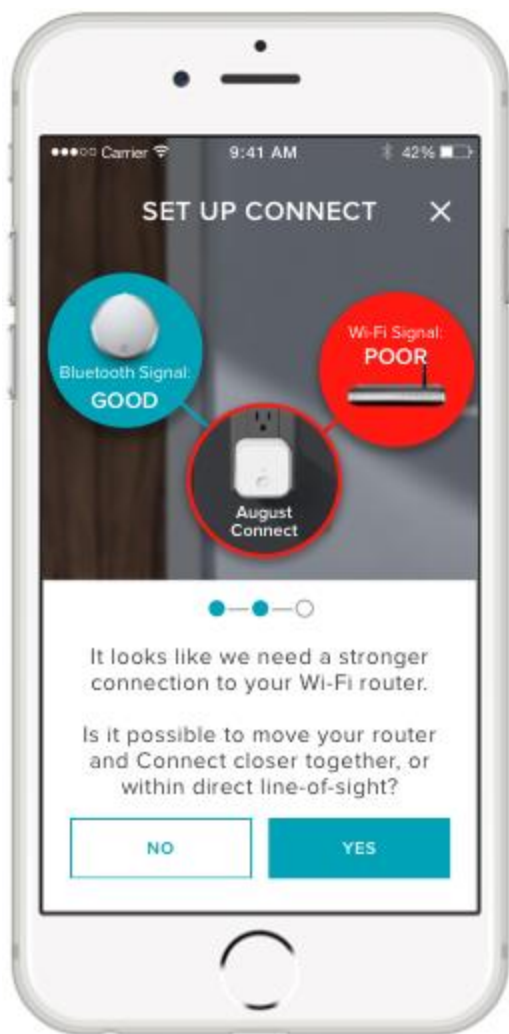 Carrier 9:41 AM 42%
SET UP CONNECT
Wi-Fi Signal:
POOR
Bluetooth Signal:
GOOD
August
Connect
It looks like we need a stronger
connection to your Wi-Fi router.
Is it possible to move your router
and Connect closer together, or
within direct line-of-sight?
NO YES